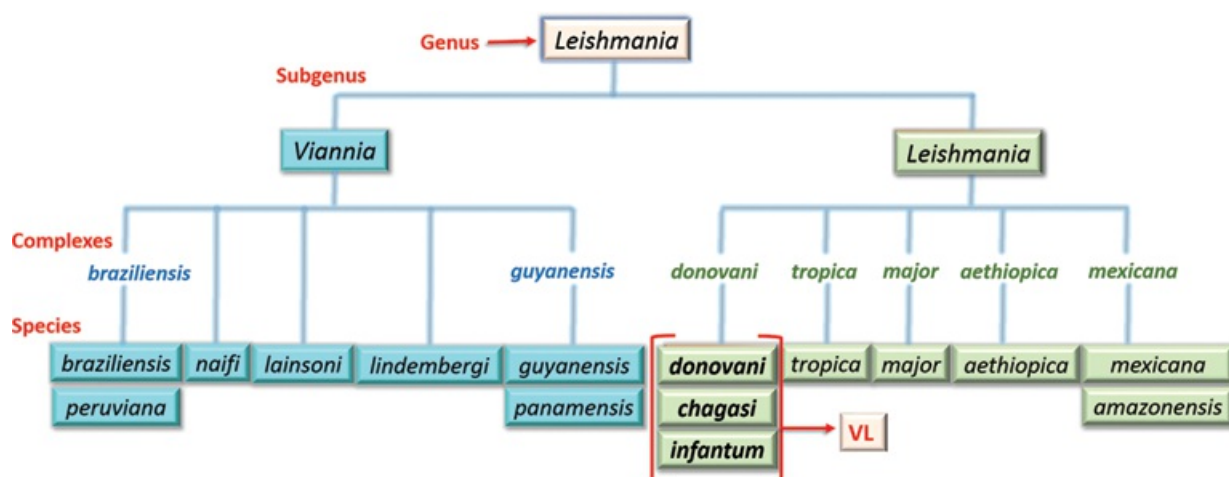 Genus Leishmania
Subgenus
Viannia Leishmania
Complexes
braziliensis guyanensis donovani tropica major aethiopica mexicana
Species
braziliensis naifi lainsoni lindembergi guyanensis donovani tropica major aethiopica mexicana
peruviana panamensis chagasi amazonensis
VL
infantum